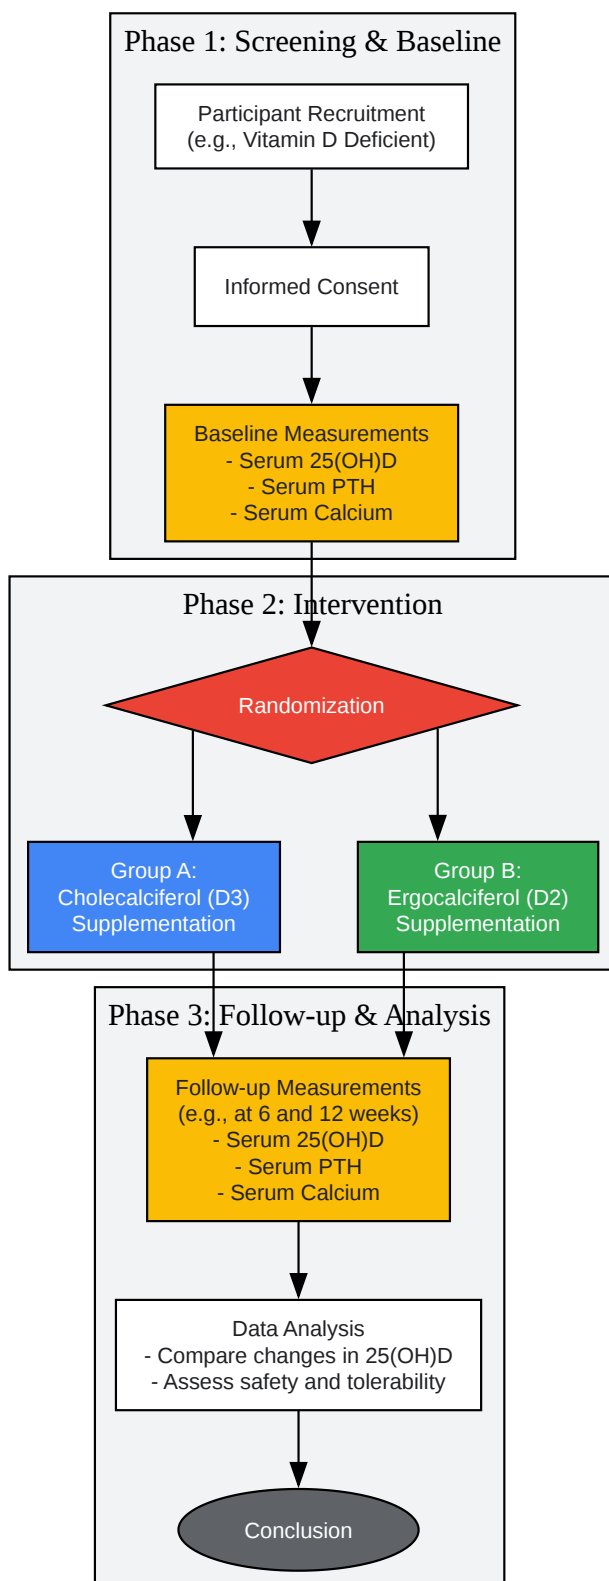 Phase 1: Screening & Baseline
Participant Recruitment
(e.g., Vitamin D Deficient)
Informed Consent
Baseline Measurements
- Serum 25(OH)D
- Serum PTH
- Serum Calcium
Phase 2: Intervention
Randomization
Group A:
Cholecalciferol (D3)
Supplementation
Group B:
Ergocalciferol (D2)
Supplementation
Phase 3: Follow-up & Analysis
Follow-up Measurements
(e.g., at 6 and 12 weeks)
- Serum 25(OH)D
- Serum PTH
- Serum Calcium
Data Analysis
- Compare changes in 25(OH)D
- Assess safety and tolerability
Conclusion